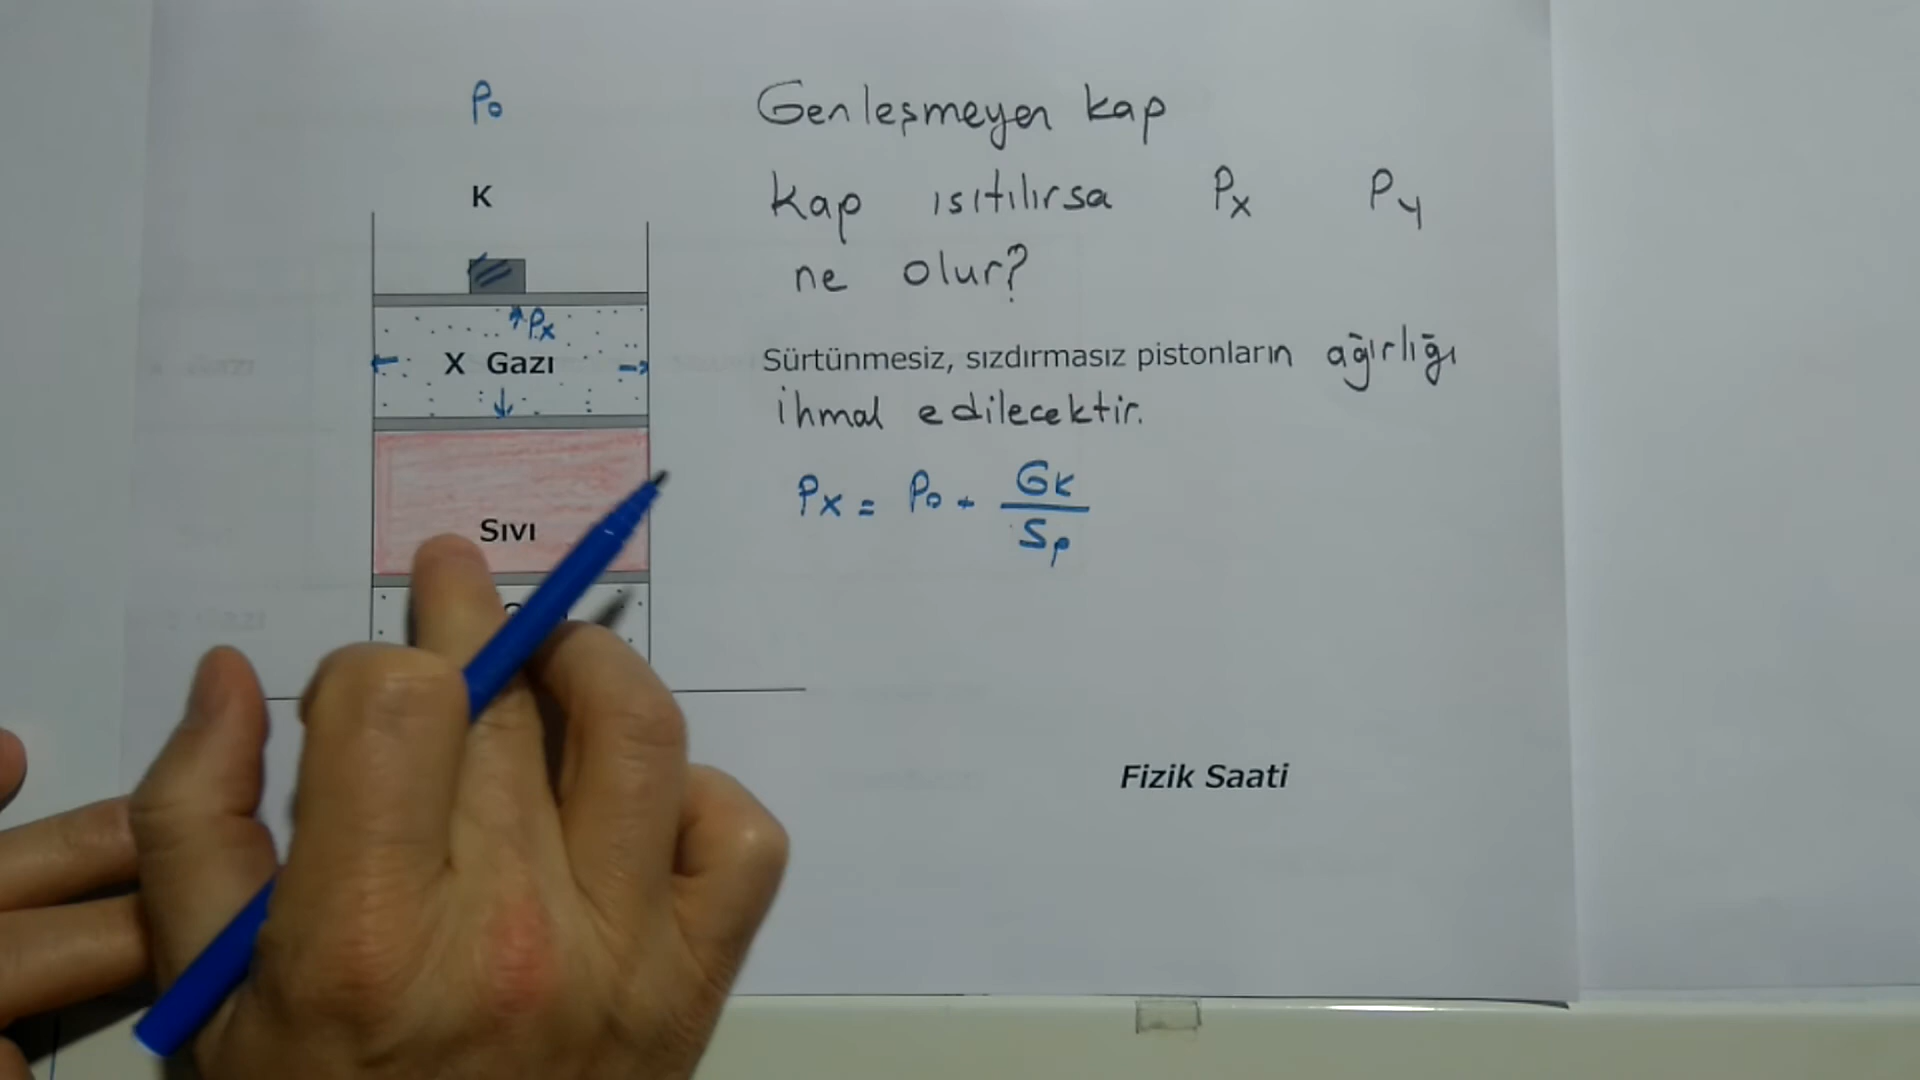 P₀
K
Px
X Gazı
Sıvı
Genleşmeyen kap
kap ısıtılırsa Px Py
ne olur?
Sürtünmesiz, sızdırmasız pistonların ağırlığı
ihmal edilecektir.
Px = P₀ + Gk / Sp
Fizik Saati